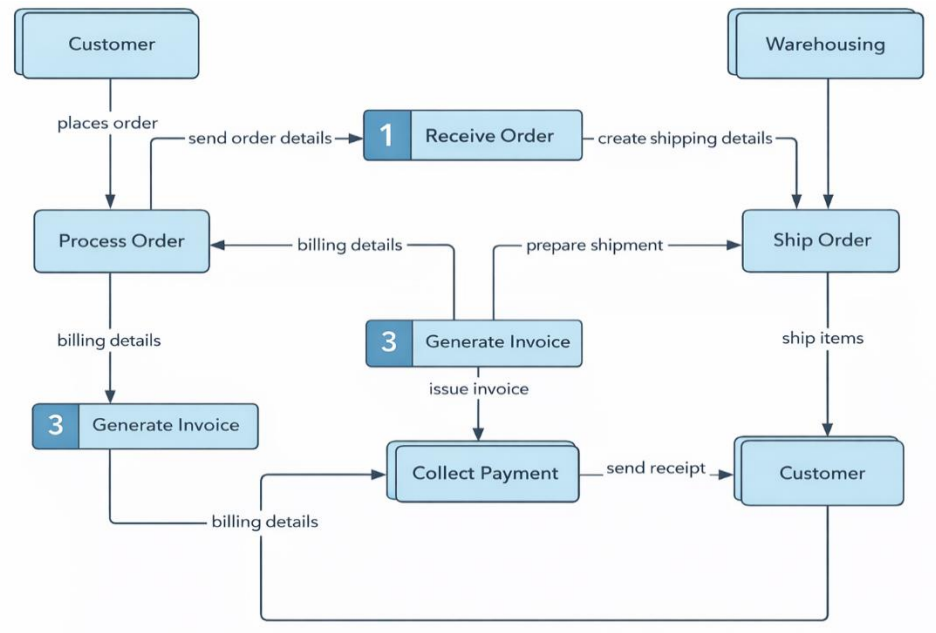 Customer
Warehousing
places order
send order details
1
Receive Order
create shipping details
Process Order
billing details
prepare shipment
Ship Order
billing details
3
Generate Invoice
ship items
issue invoice
3
Generate Invoice
Collect Payment
send receipt
Customer
billing details